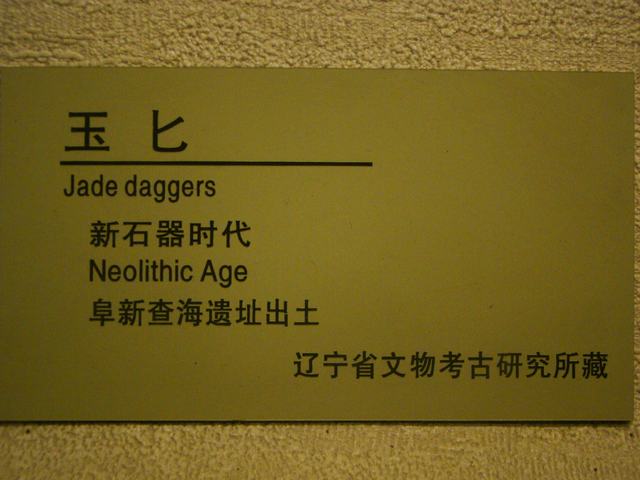 玉 匕
Jade daggers
新石器时代
Neolithic Age
阜新查海遗址出土
辽宁省文物考古研究所藏